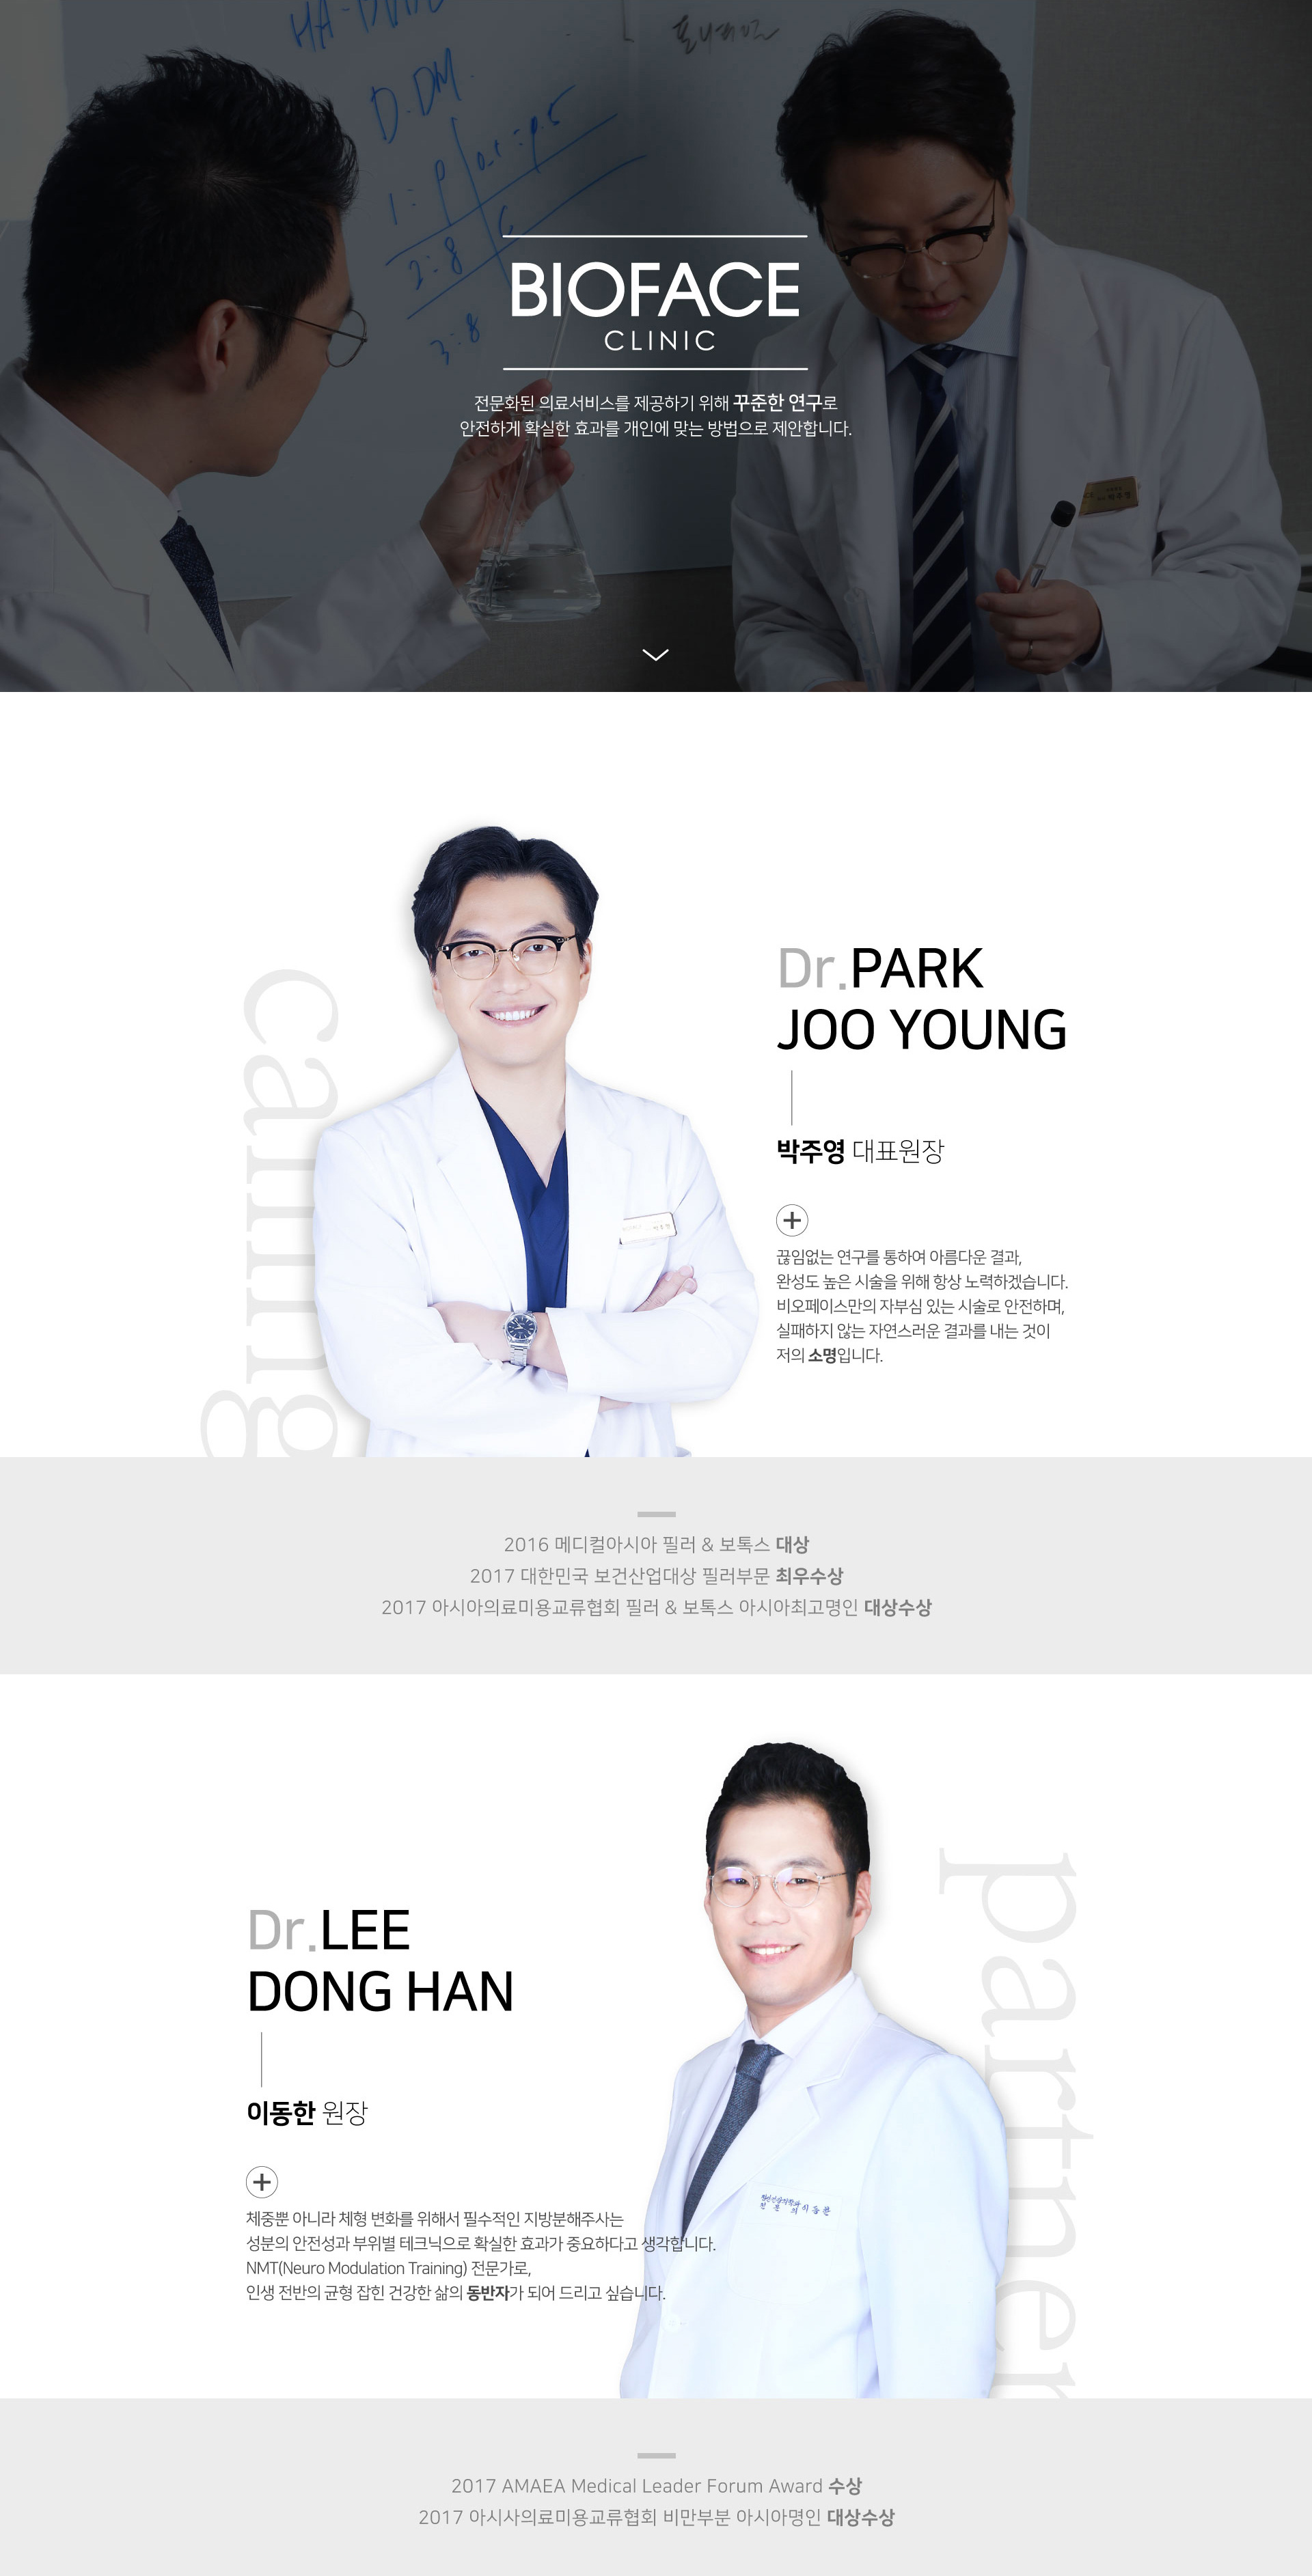 D.DM
BIOFACE
CLINIC
전문화된 의료서비스를 제공하기 위해 꾸준한 연구로
안전하게 확실한 효과를 개인에 맞는 방법으로 제안합니다.
calling
Dr.PARK
JOO YOUNG
박주영 대표원장
끊임없는 연구를 통하여 아름다운 결과,
완성도 높은 시술을 위해 항상 노력하겠습니다.
비오페이스만의 자부심 있는 시술로 안전하며,
실패하지 않는 자연스러운 결과를 내는 것이
저의 소명입니다.
2016 메디컬아시아 필러 & 보톡스 대상
2017 대한민국 보건산업대상 필러부문 최우수상
2017 아시아의료미용교류협회 필러 & 보톡스 아시아최고명인 대상수상
partner
Dr.LEE
DONG HAN
이동한 원장
체중뿐 아니라 체형 변화를 위해서 필수적인 지방분해주사는
성분의 안전성과 부위별 테크닉으로 확실한 효과가 중요하다고 생각합니다.
NMT(Neuro Modulation Training) 전문가로,
인생 전반의 균형 잡힌 건강한 삶의 동반자가 되어 드리고 싶습니다.
2017 AMAEA Medical Leader Forum Award 수상
2017 아시사의료미용교류협회 비만부분 아시아명인 대상수상